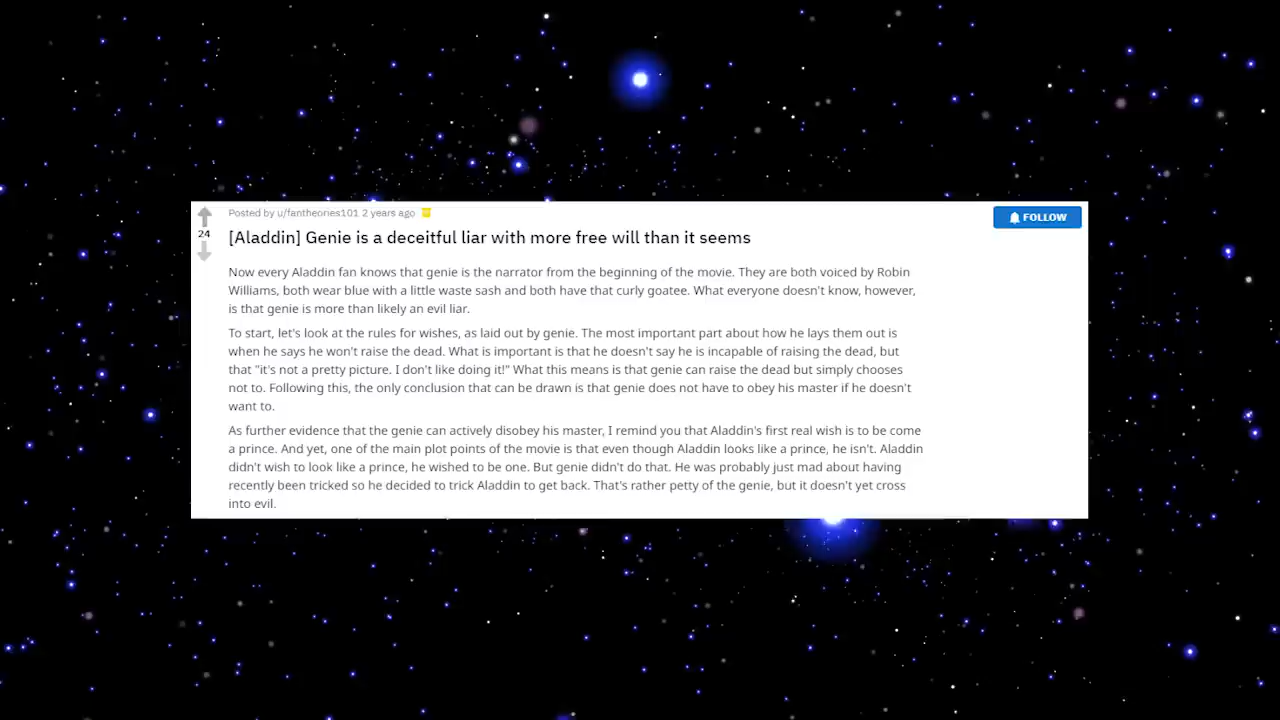 Posted by u/fantheories101 2 years ago
FOLLOW
24
[Aladdin] Genie is a deceitful liar with more free will than it seems
Now every Aladdin fan knows that genie is the narrator from the beginning of the movie. They are both voiced by Robin
Williams, both wear blue with a little waste sash and both have that curly goatee. What everyone doesn't know, however,
is that genie is more than likely an evil liar.
To start, let's look at the rules for wishes, as laid out by genie. The most important part about how he lays them out is
when he says he won't raise the dead. What is important is that he doesn't say he is incapable of raising the dead, but
that "it's not a pretty picture. I don't like doing it!" What this means is that genie can raise the dead but simply chooses
not to. Following this, the only conclusion that can be drawn is that genie does not have to obey his master if he doesn't
want to.
As further evidence that the genie can actively disobey his master, I remind you that Aladdin's first real wish is to be come
a prince. And yet, one of the main plot points of the movie is that even though Aladdin looks like a prince, he isn't. Aladdin
didn't wish to look like a prince, he wished to be one. But genie didn't do that. He was probably just mad about having
recently been tricked so he decided to trick Aladdin to get back. That's rather petty of the genie, but it doesn't yet cross
into evil.